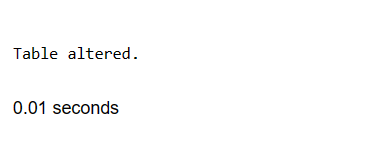 Table altered.
0.01 seconds